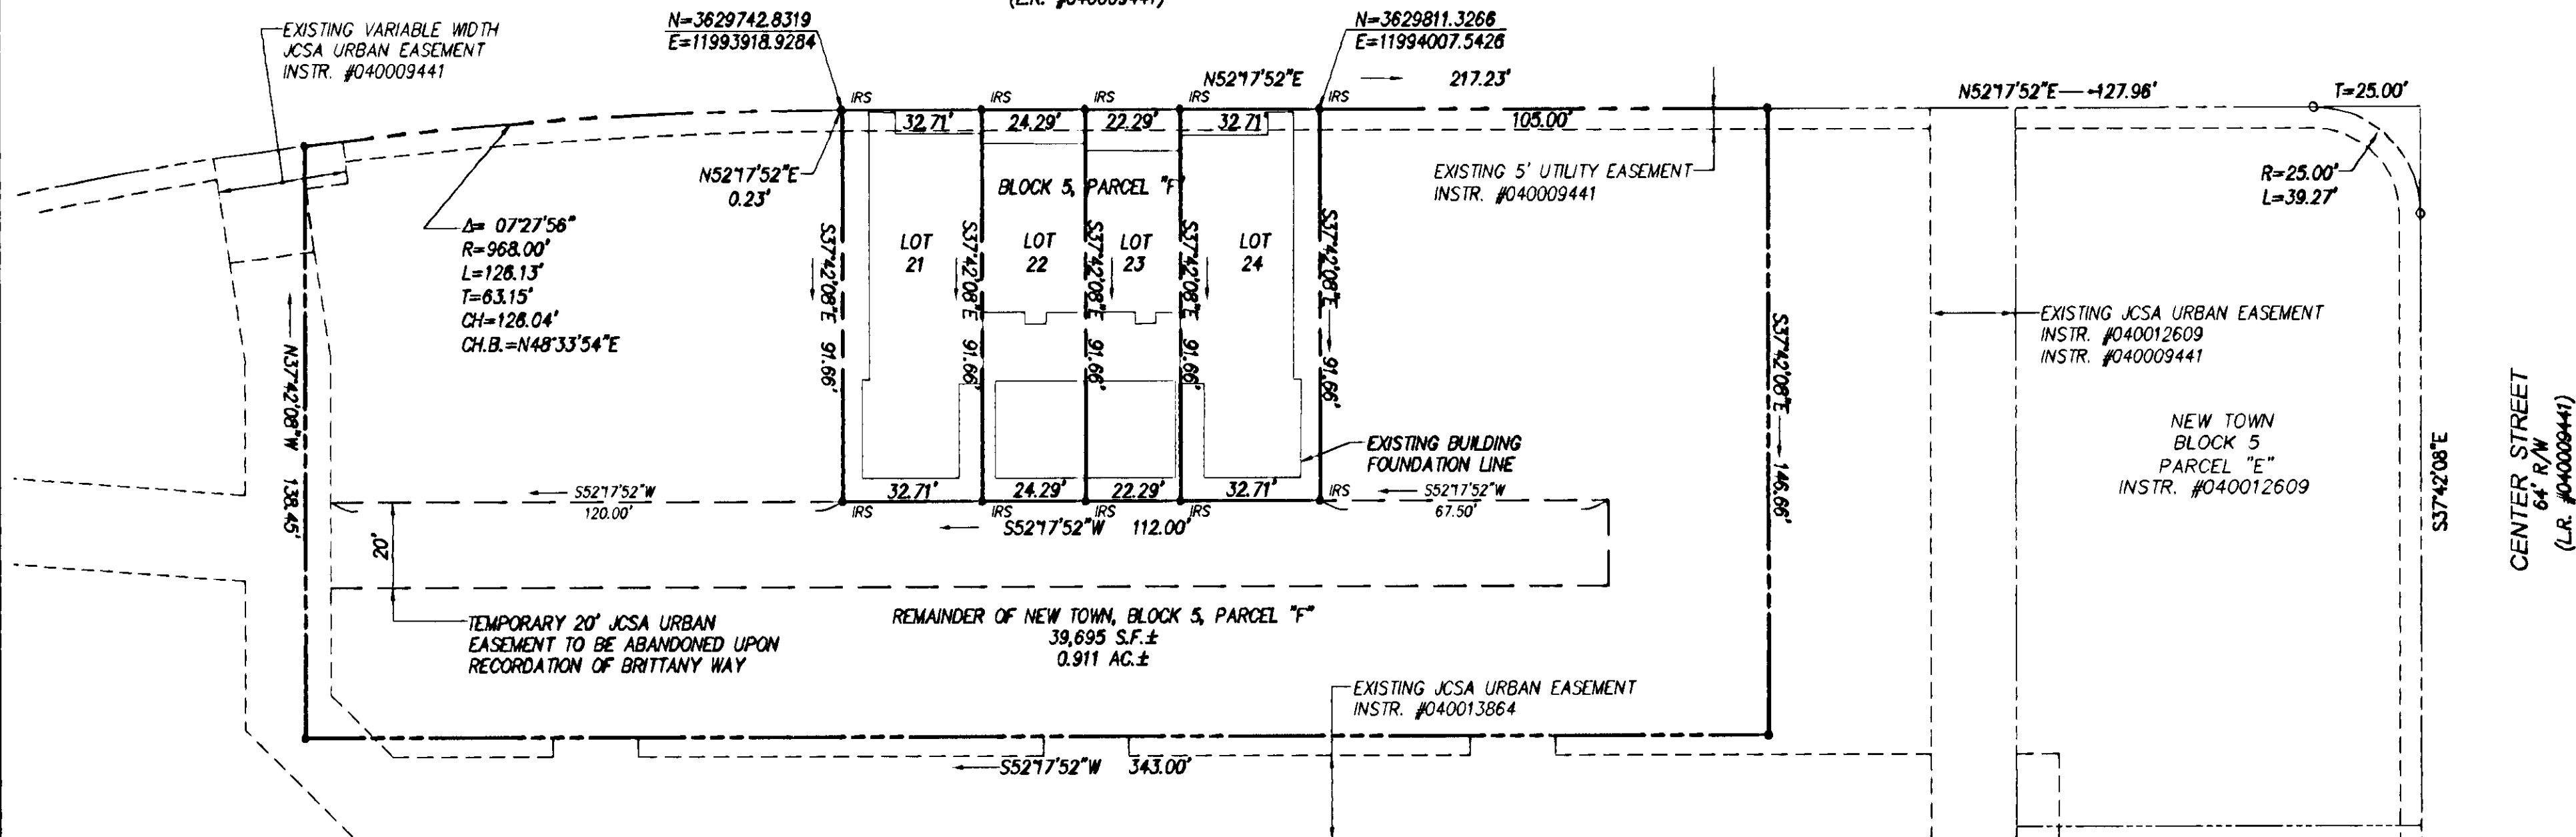 (L.R. #040009441)
EXISTING VARIABLE WIDTH
JCSA URBAN EASEMENT
INSTR. #040009441
N=3629742.8319
E=11993918.9284
N=3629811.3266
E=11994007.5426
N52°17'52"E 217.23'
N52°17'52"E 127.96'
T=25.00'
IRS
IRS
IRS
IRS
IRS
32.71'
24.29'
22.29'
32.71'
105.00'
N52°17'52"E
0.23'
BLOCK 5, PARCEL "F"
EXISTING 5' UTILITY EASEMENT
INSTR. #040009441
R=25.00'
L=39.27'
Δ= 07°27'56"
R=968.00'
L=126.13'
T=63.15'
CH=126.04'
CH.B.=N48°33'54"E
LOT
21
LOT
22
LOT
23
LOT
24
S37°42'08"E 91.66'
S37°42'08"E 91.66'
S37°42'08"E 91.66'
S37°42'08"E 91.66'
S37°42'08"E 91.66'
S37°42'08"E 146.66'
N37°42'08"W 138.45'
EXISTING JCSA URBAN EASEMENT
INSTR. #040012609
INSTR. #040009441
NEW TOWN
BLOCK 5
PARCEL "E"
INSTR. #040012609
S37°42'08"E
CENTER STREET
64' R/W
(L.R. #040009441)
EXISTING BUILDING
FOUNDATION LINE
S52°17'52"W
120.00'
32.71'
24.29'
22.29'
32.71'
IRS
IRS
IRS
IRS
IRS
S52°17'52"W
67.50'
S52°17'52"W 112.00'
20'
TEMPORARY 20' JCSA URBAN
EASEMENT TO BE ABANDONED UPON
RECORDATION OF BRITTANY WAY
REMAINDER OF NEW TOWN, BLOCK 5, PARCEL "F"
39,695 S.F.±
0.911 AC.±
EXISTING JCSA URBAN EASEMENT
INSTR. #040013864
S52°17'52"W 343.00'